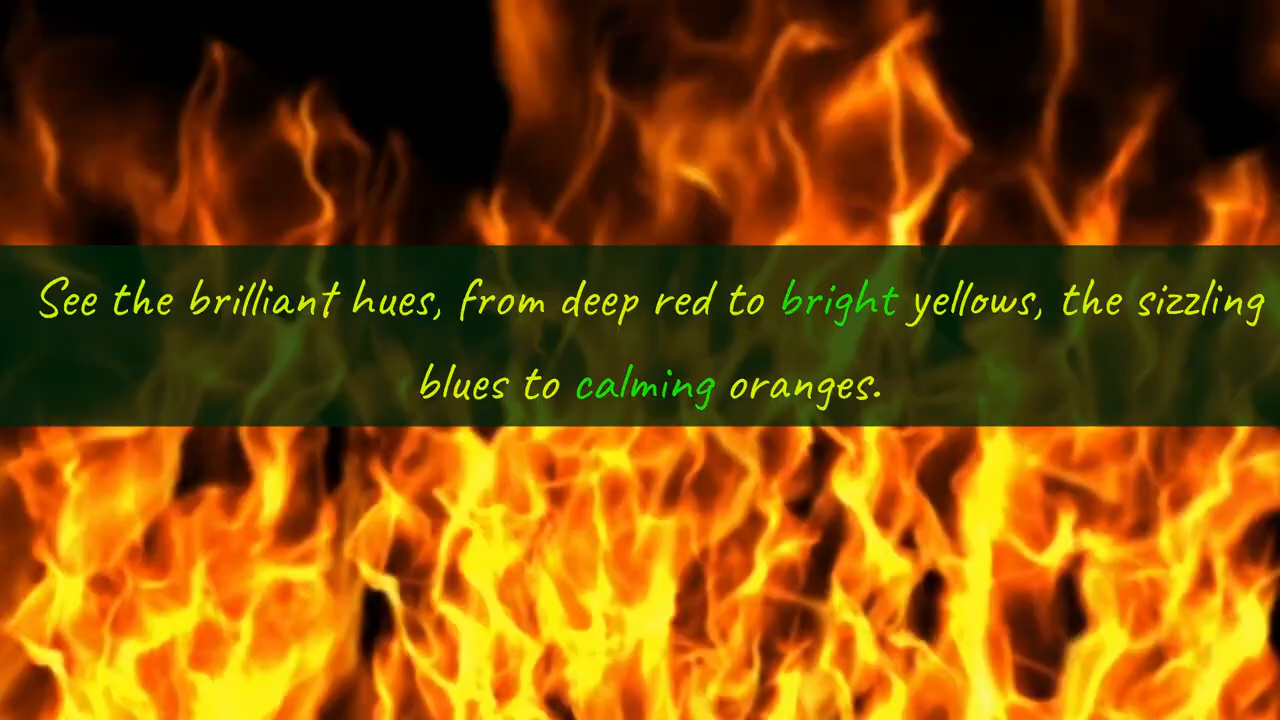 See the brilliant hues, from deep red to bright yellows, the sizzling
blues to calming oranges.